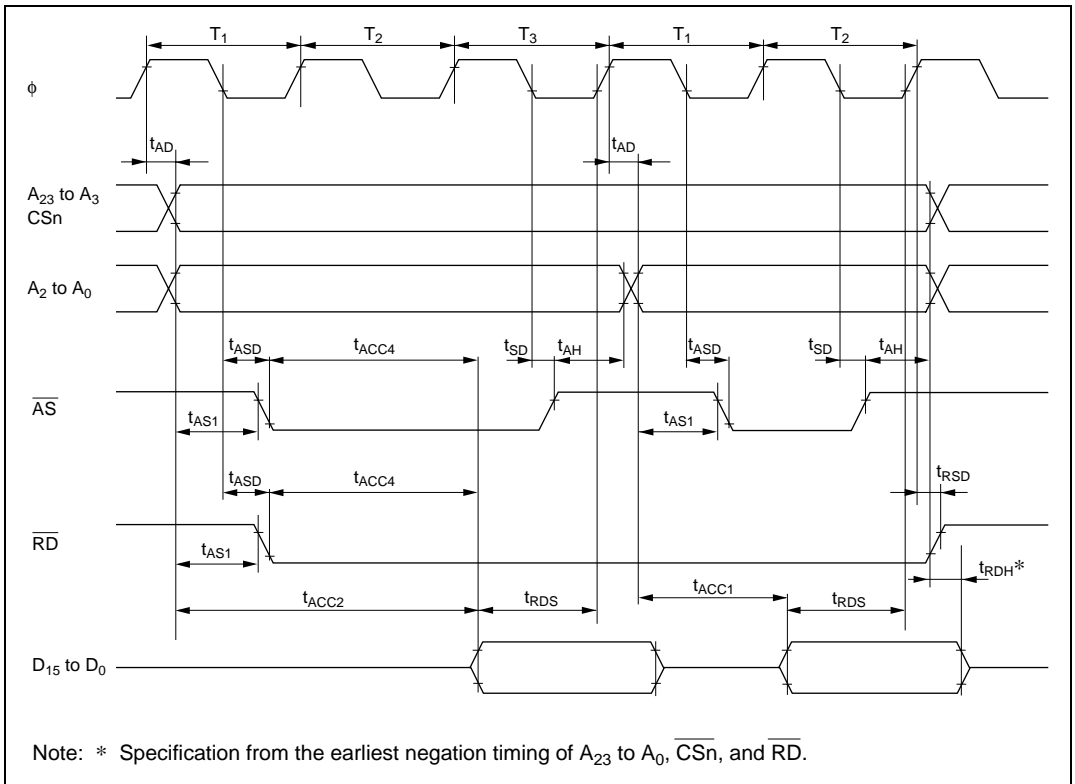 T1 T2 T3 T1 T2
ϕ
tAD tAD
A23 to A3
CSn
A2 to A0
tASD tACC4 tSD tAH tASD tSD tAH
AS
tAS1 tAS1
tASD tACC4 tRSD
RD
tAS1 tRDH*
tACC2 tRDS tACC1 tRDS
D15 to D0
Note: * Specification from the earliest negation timing of A23 to A0, CSn, and RD.